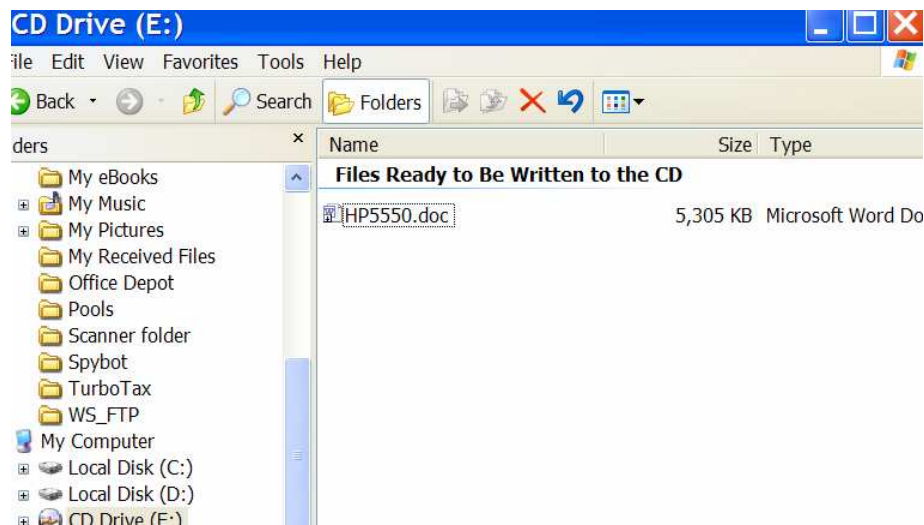 CD Drive (E:)
File Edit View Favorites Tools Help
Back Search Folders
ders
Name Size Type
Files Ready to Be Written to the CD
HP5550.doc 5,305 KB Microsoft Word Do
My eBooks
My Music
My Pictures
My Received Files
Office Depot
Pools
Scanner folder
Spybot
TurboTax
WS_FTP
My Computer
Local Disk (C:)
Local Disk (D:)
CD Drive (E:)